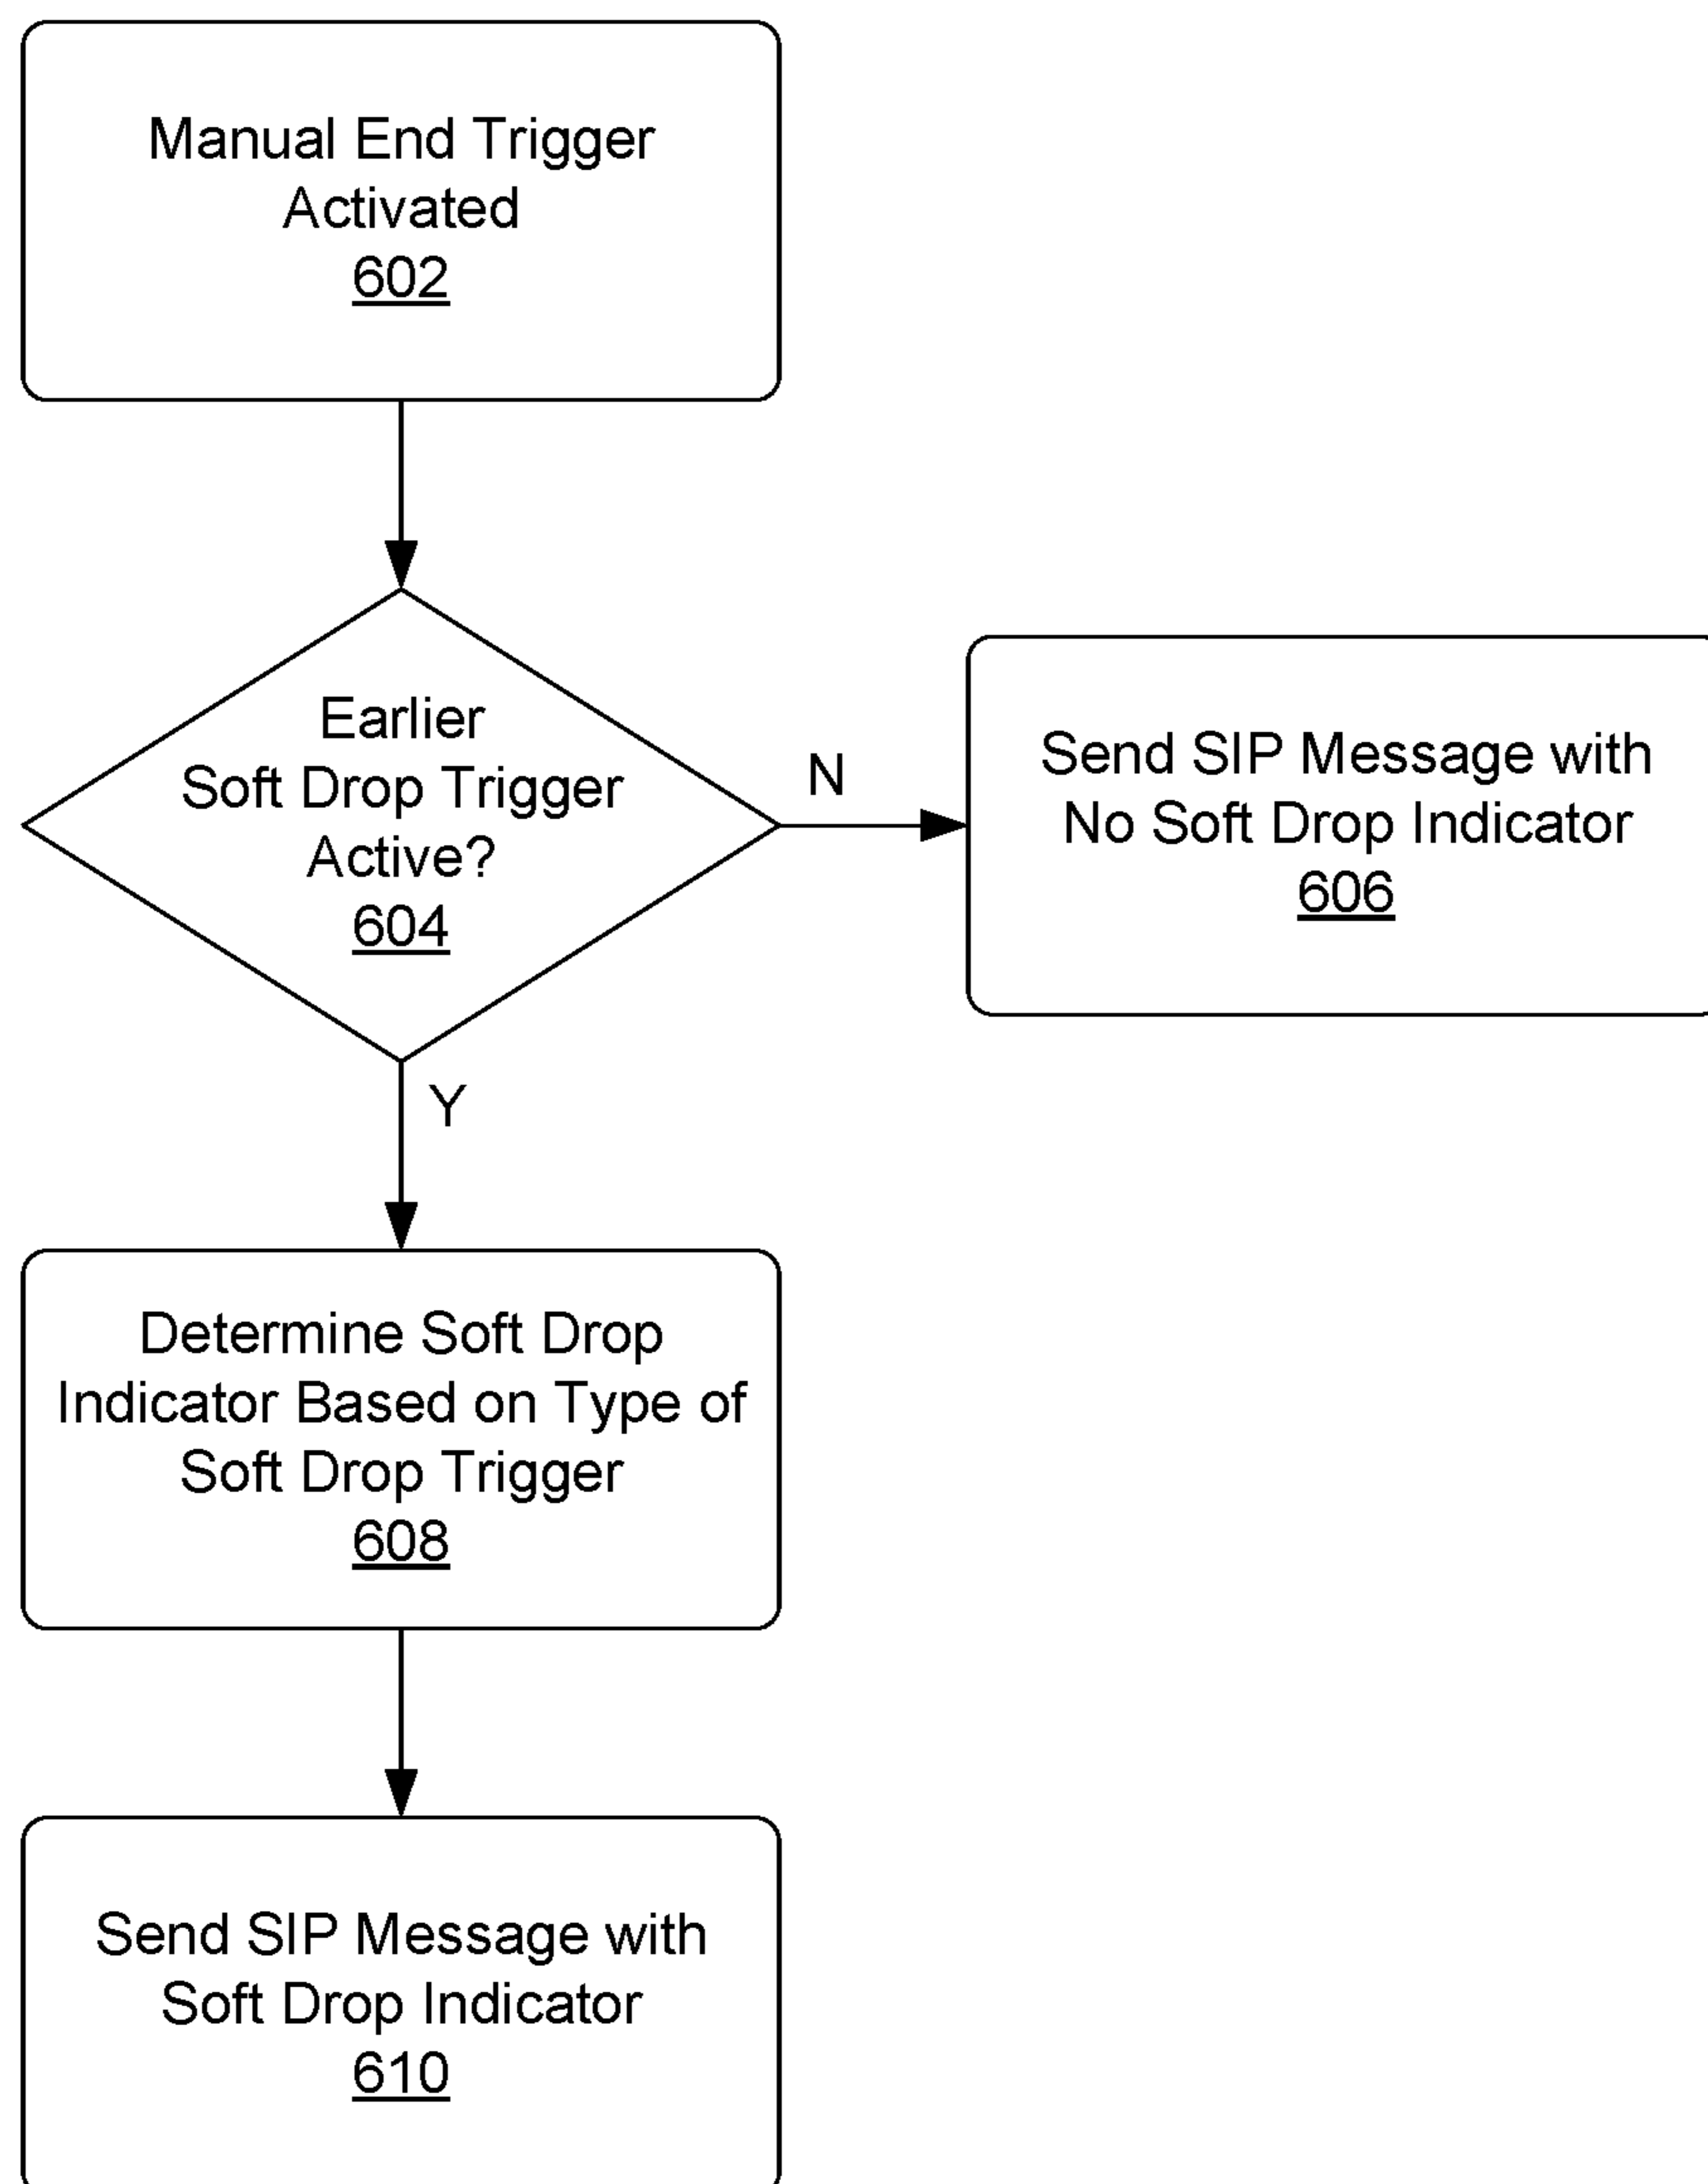 Manual End Trigger
Activated
602
Earlier
Soft Drop Trigger
Active?
604
N
Send SIP Message with
No Soft Drop Indicator
606
Y
Determine Soft Drop
Indicator Based on Type of
Soft Drop Trigger
608
Send SIP Message with
Soft Drop Indicator
610